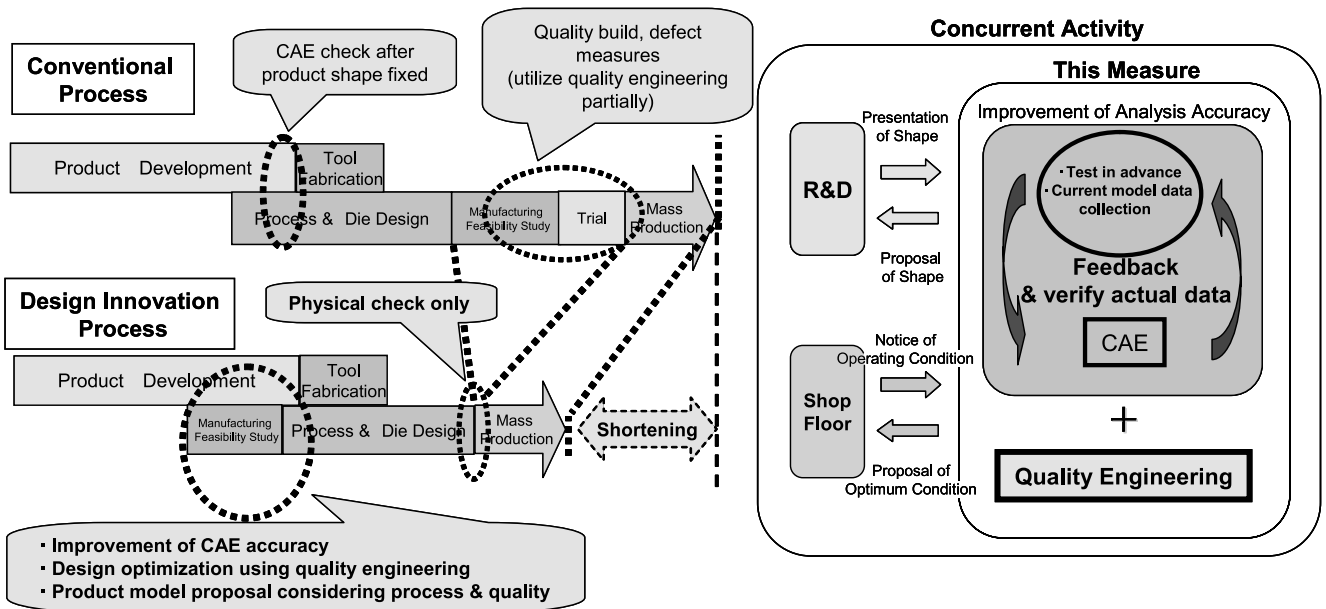 Conventional
Process
CAE check after
product shape fixed
Quality build, defect
measures
(utilize quality engineering
partially)
Product Development
Tool
Fabrication
Process & Die Design
Manufacturing
Feasibility Study
Trial
Mass
Production
Design Innovation
Process
Physical check only
Product Development
Tool
Fabrication
Manufacturing
Feasibility Study
Process & Die Design
Mass
Production
Shortening
· Improvement of CAE accuracy
· Design optimization using quality engineering
· Product model proposal considering process & quality
Concurrent Activity
This Measure
Improvement of Analysis Accuracy
R&D
Presentation
of Shape
Proposal
of Shape
· Test in advance
· Current model data
collection
Feedback
& verify actual data
CAE
Shop
Floor
Notice of
Operating Condition
Proposal of
Optimum Condition
+
Quality Engineering